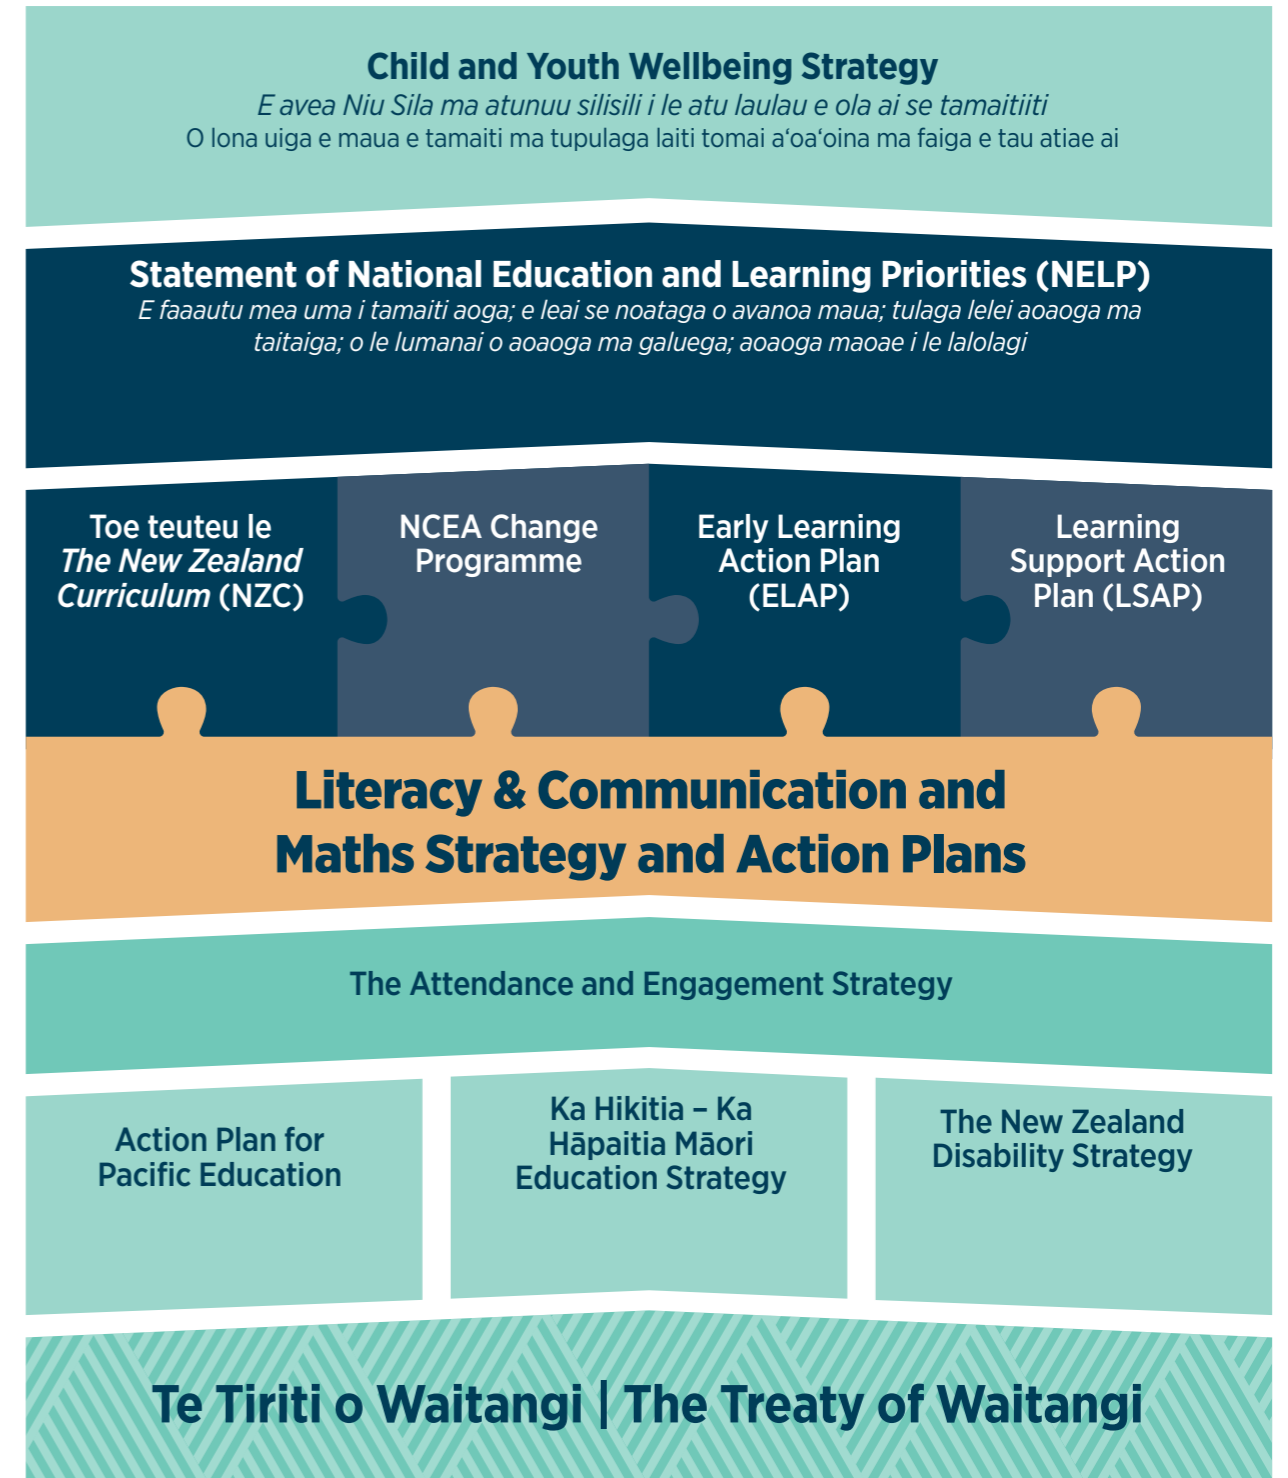 Child and Youth Wellbeing Strategy
E avea Niu Sila ma atunuu silisili i le atu laulau e ola ai se tamaitiiti
O lona uiga e maua e tamaiti ma tupulaga laiti tomai a‘oa‘oina ma faiga e tau atiae ai
Statement of National Education and Learning Priorities (NELP)
E faaautu mea uma i tamaiti aoga; e leai se noataga o avanoa maua; tulaga lelei aoaoga ma
taitaiga; o le lumanai o aoaoga ma galuega; aoaoga maoae i le lalolagi
Toe teuteu le
The New Zealand
Curriculum (NZC)
NCEA Change
Programme
Early Learning
Action Plan
(ELAP)
Learning
Support Action
Plan (LSAP)
Literacy & Communication and
Maths Strategy and Action Plans
The Attendance and Engagement Strategy
Action Plan for
Pacific Education
Ka Hikitia – Ka
Hāpaitia Māori
Education Strategy
The New Zealand
Disability Strategy
Te Tiriti o Waitangi | The Treaty of Waitangi